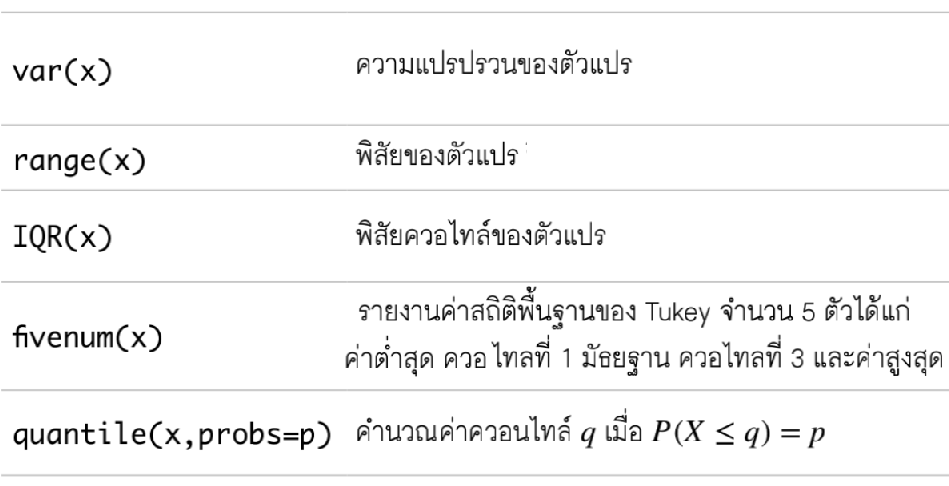 var(x) ความแปรปรวนของตัวแปร
range(x) พิสัยของตัวแปร
IQR(x) พิสัยควอไทล์ของตัวแปร
fivenum(x) รายงานค่าสถิติพื้นฐานของ Tukey จำนวน 5 ตัวได้แก่
ค่าต่ำสุด ควอไทลที่ 1 มัธยฐาน ควอไทลที่ 3 และค่าสูงสุด
quantile(x,probs=p) คำนวณค่าควอนไทล์ q เมื่อ P(X ≤ q) = p